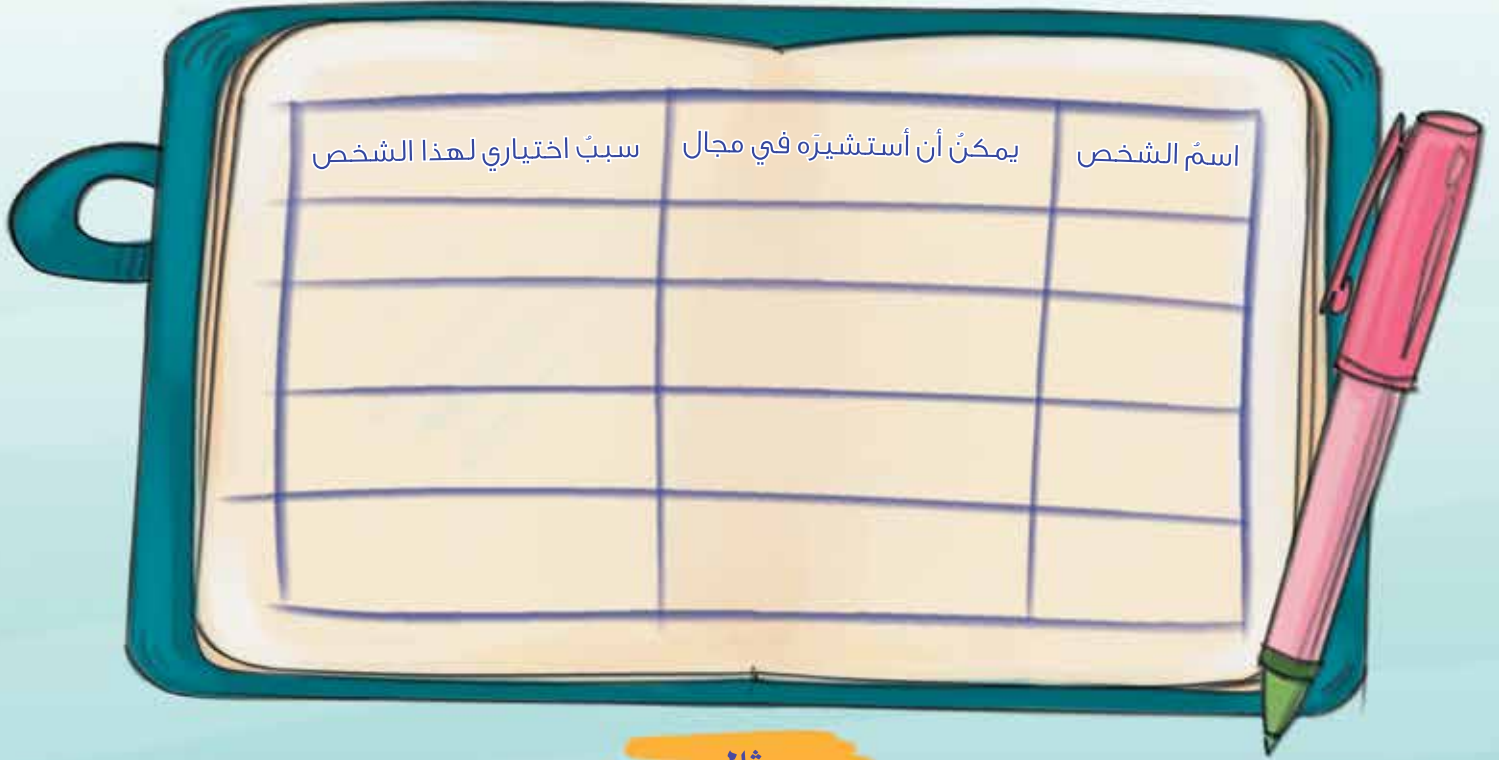 اسمُ الشخص
يمكنُ أن أستشيرَه في مجال
سببُ اختياري لهذا الشخص